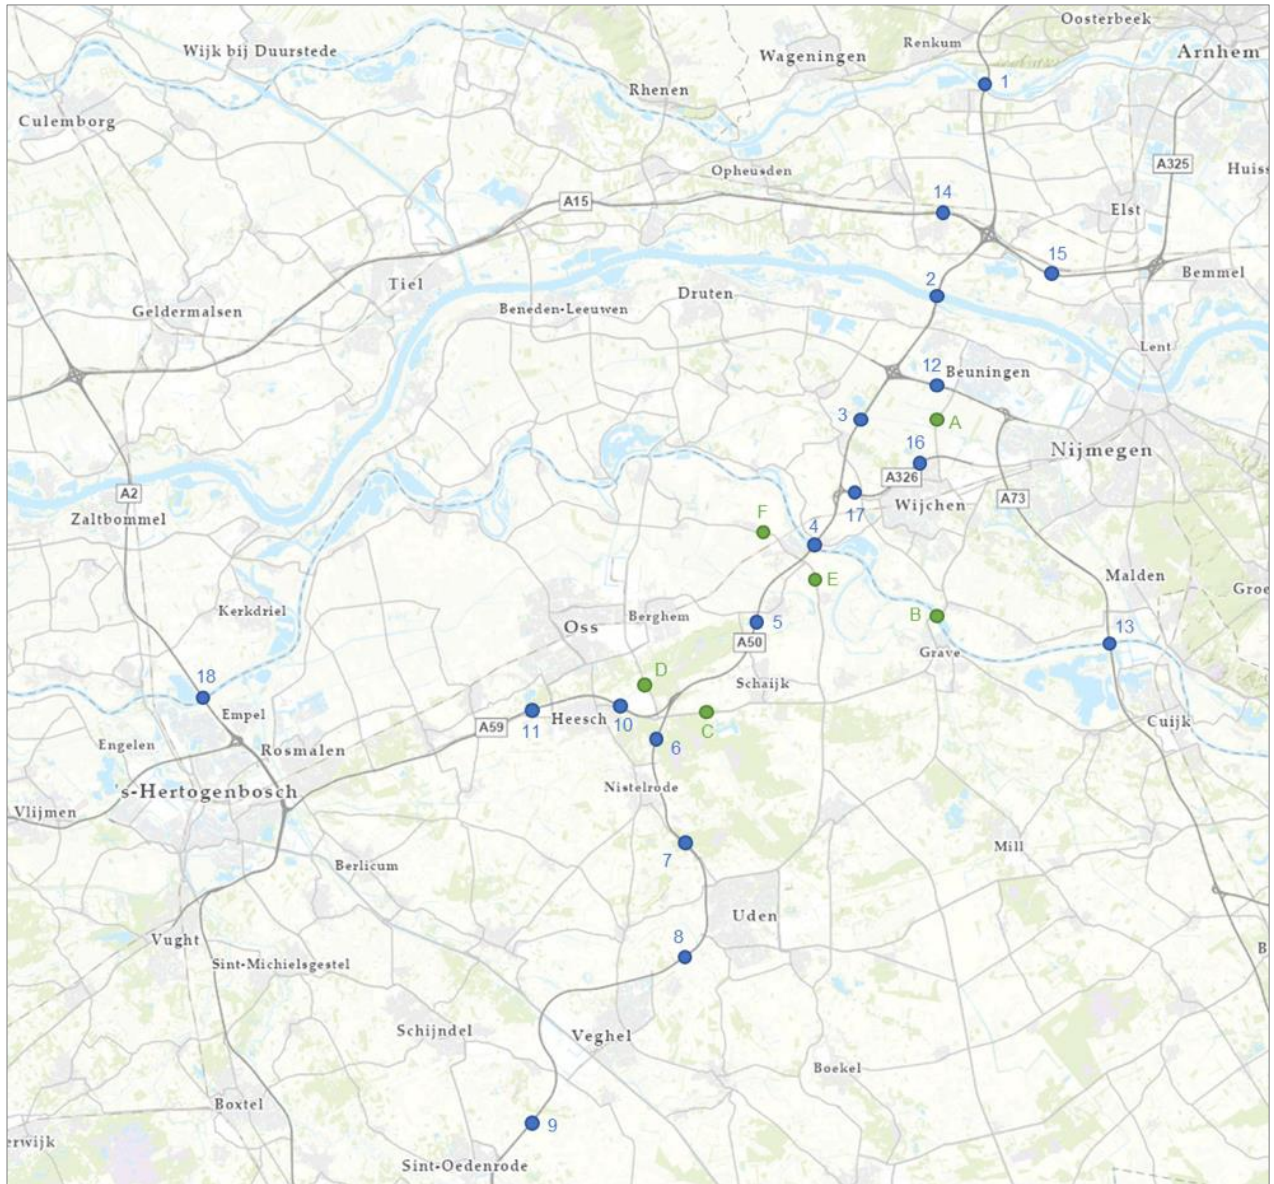 Oosterbeek
Wijk bij Duurstede
Wageningen
Renkum
Arnhem
1
Rhenen
Culemborg
A325
Opheusden
Huiss
14
A15
Elst
15
Bemmel
Tiel
2
Druten
Geldermalsen
Beneden-Leeuwen
Lent
12
Beuningen
3
A
16
Nijmegen
A326
A2
17
Wijchen
A73
F
Zaltbommel
4
E
Malden
Groe
Kerkdriel
Berghem
B
Oss
5
13
A50
Grave
18
D
Schaijk
Empel
Heesch
10
C
Cuijk
11
A59
Engelen
Rosmalen
6
's-Hertogenbosch
Nistelrode
Vlijmen
Mill
7
Berlicum
Uden
Vught
8
B
Sint-Michielsgestel
Schijndel
Veghel
Boekel
Boxtel
9
erwijk
Sint-Oedenrode